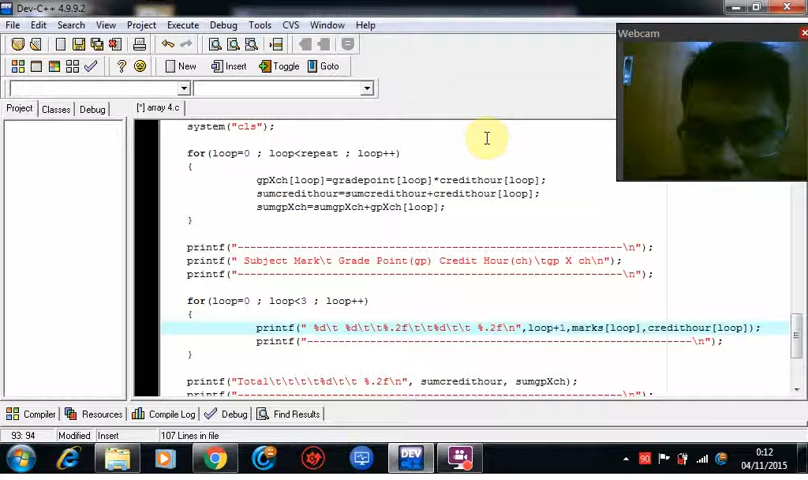 Dev-C++ 4.9.9.2
Webcam
File Edit Search View Project Execute Debug Tools CVS Window Help
New Insert Toggle Goto
Project Classes Debug [*] array 4.c
system("cls");
for(loop=0 ; loop<repeat ; loop++)
{
gpXch[loop]=gradepoint[loop]*credithour[loop];
sumcredithour=sumcredithour+credithour[loop];
sumgpXch=sumgpXch+gpXch[loop];
}
printf("--------------------------------------------------------------\n");
printf(" Subject Mark\t Grade Point(gp) Credit Hour(ch)\tgp X ch\n");
printf("--------------------------------------------------------------\n");
for(loop=0 ; loop<3 ; loop++)
{
printf(" %d\t %d\t\t%.2f\t\t%d\t\t %.2f\n",loop+1,marks[loop],credithour[loop]);
printf("--------------------------------------------------------------\n");
}
printf("Total\t\t\t\t%d\t\t %.2f\n", sumcredithour, sumgpXch);
printf("--------------------------------------------------------------\n");
Compiler Resources Compile Log Debug Find Results
93: 94 Modified Insert 107 Lines in file
DEV 90 0:12
04/11/2015